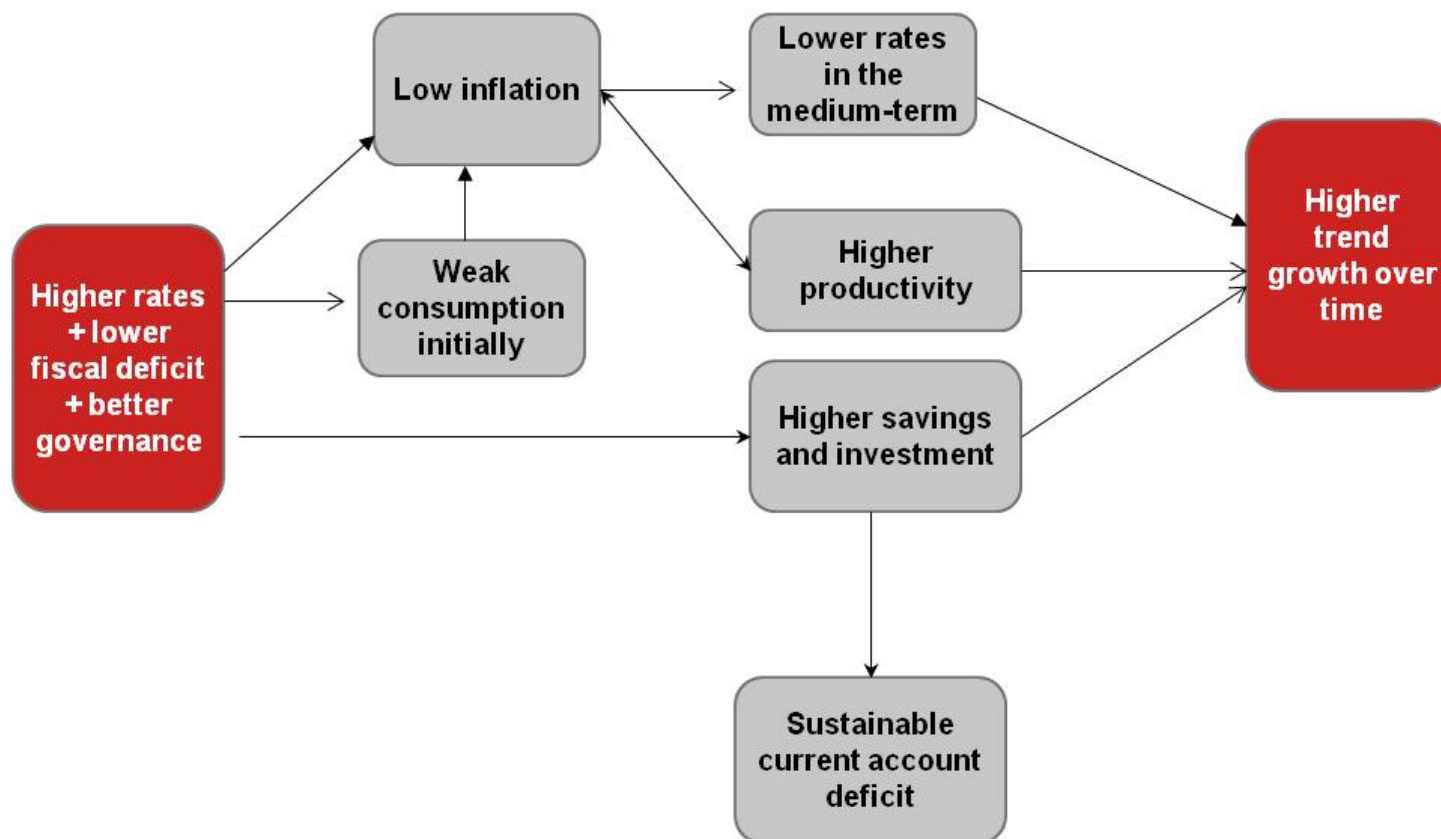 Low inflation
Lower rates
in the
medium-term
Higher rates
+ lower
fiscal deficit
+ better
governance
Weak
consumption
initially
Higher
productivity
Higher
trend
growth over
time
Higher savings
and investment
Sustainable
current account
deficit